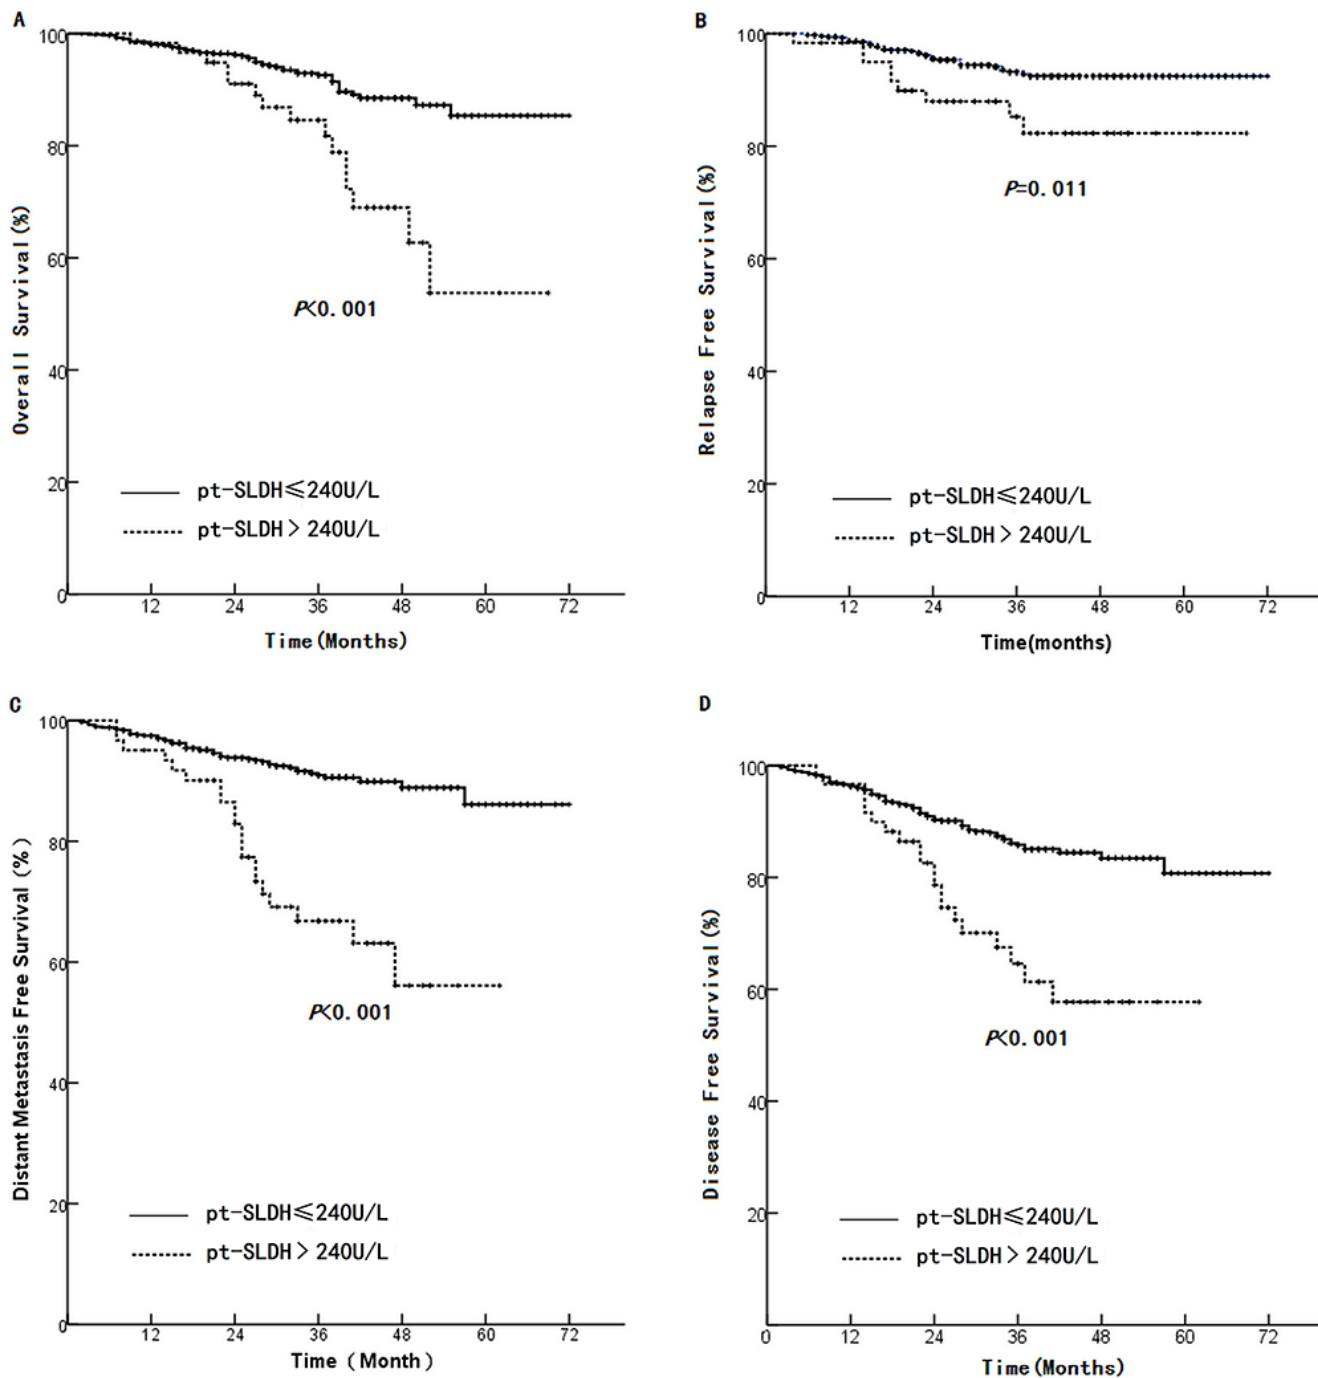 A
100
80
60
40
20
0
12 24 36 48 60 72
Overall Survival(%)
Time(Months)
P<0.001
pt-SLDH≤240U/L
pt-SLDH>240U/L
B
100
80
60
40
20
0
12 24 36 48 60 72
Relapse Free Survival(%)
Time(months)
P=0.011
pt-SLDH≤240U/L
pt-SLDH>240U/L
C
100
80
60
40
20
0
12 24 36 48 60 72
Distant Metastasis Free Survival (%)
Time (Month)
P<0.001
pt-SLDH≤240U/L
pt-SLDH>240U/L
D
100
80
60
40
20
0 12 24 36 48 60 72
Disease Free Survival(%)
Time(Months)
P<0.001
pt-SLDH≤240U/L
pt-SLDH>240U/L